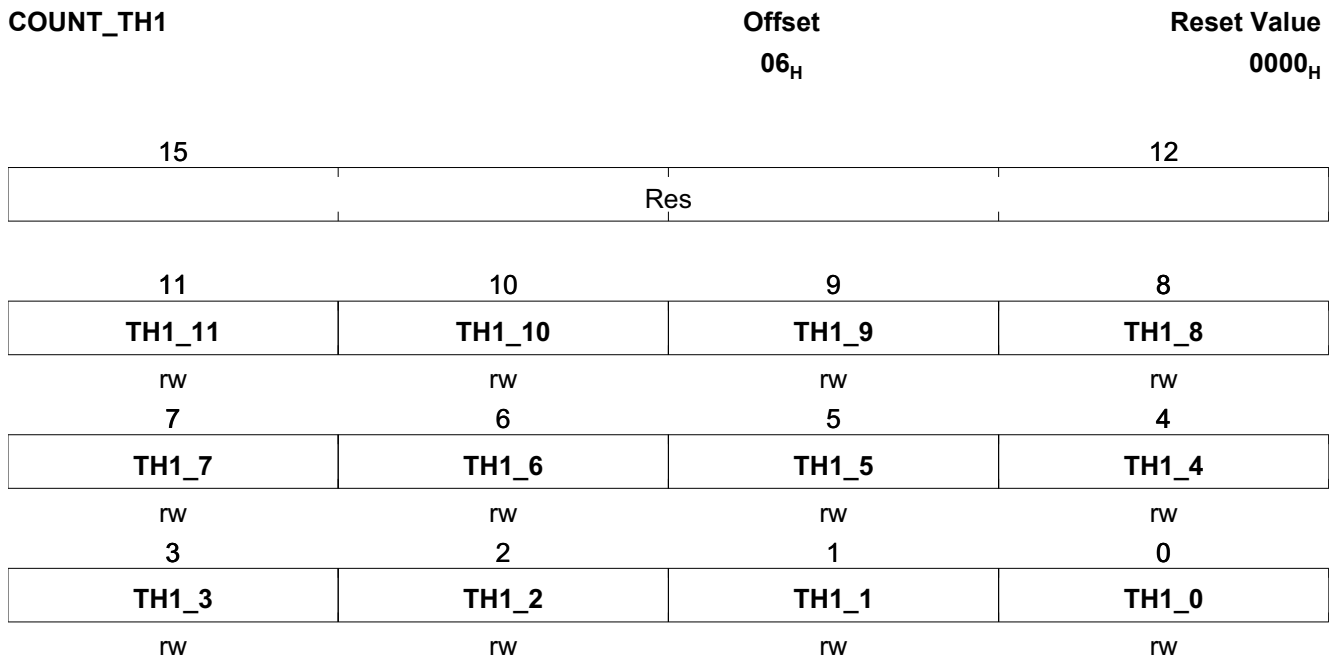 COUNT_TH1 Offset Reset Value
06H 0000H
15 12
Res
11 10 9 8
TH1_11 TH1_10 TH1_9 TH1_8
rw rw rw rw
7 6 5 4
TH1_7 TH1_6 TH1_5 TH1_4
rw rw rw rw
3 2 1 0
TH1_3 TH1_2 TH1_1 TH1_0
rw rw rw rw